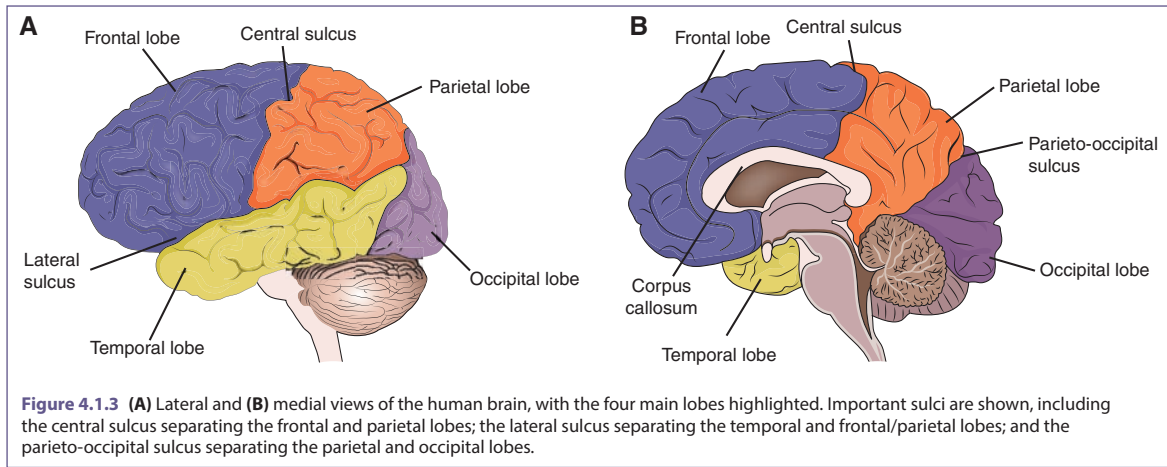 A
Frontal lobe
Central sulcus
Parietal lobe
Lateral
sulcus
Occipital lobe
Temporal lobe
B
Frontal lobe
Central sulcus
Parietal lobe
Parieto-occipital
sulcus
Corpus
callosum
Occipital lobe
Temporal lobe
Figure 4.1.3 (A) Lateral and (B) medial views of the human brain, with the four main lobes highlighted. Important sulci are shown, including
the central sulcus separating the frontal and parietal lobes; the lateral sulcus separating the temporal and frontal/parietal lobes; and the
parieto-occipital sulcus separating the parietal and occipital lobes.